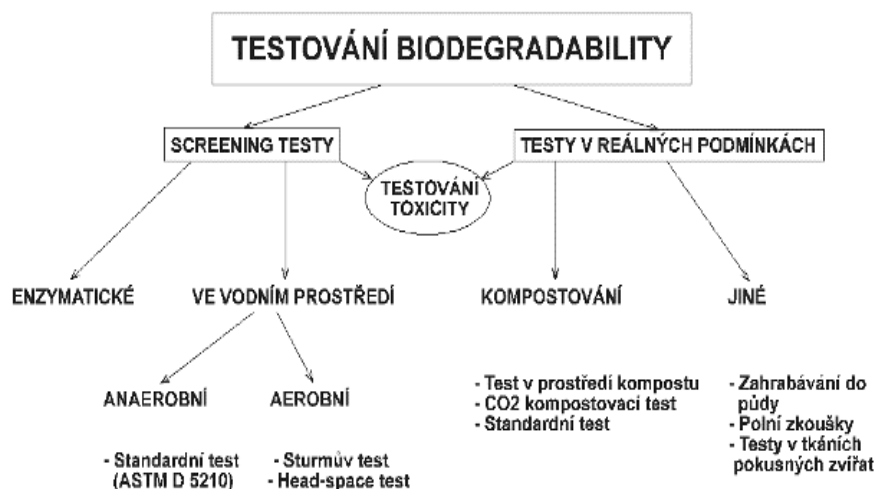 TESTOVÁNÍ BIODEGRADABILITY
SCREENING TESTY
TESTY V REÁLNÝCH PODMÍNKÁCH
TESTOVÁNÍ
TOXICITY
ENZYMATICKÉ
VE VODNÍM PROSTŘEDÍ
KOMPOSTOVÁNÍ
JINÉ
ANAEROBNÍ
AEROBNÍ
- Standardní test
(ASTM D 5210)
- Sturmův test
- Head-space test
- Test v prostředí kompostu
- CO2 kompostovací test
- Standardní test
- Zahrabávání do
půdy
- Polní zkoušky
- Testy v tkáních
pokusných zvířat